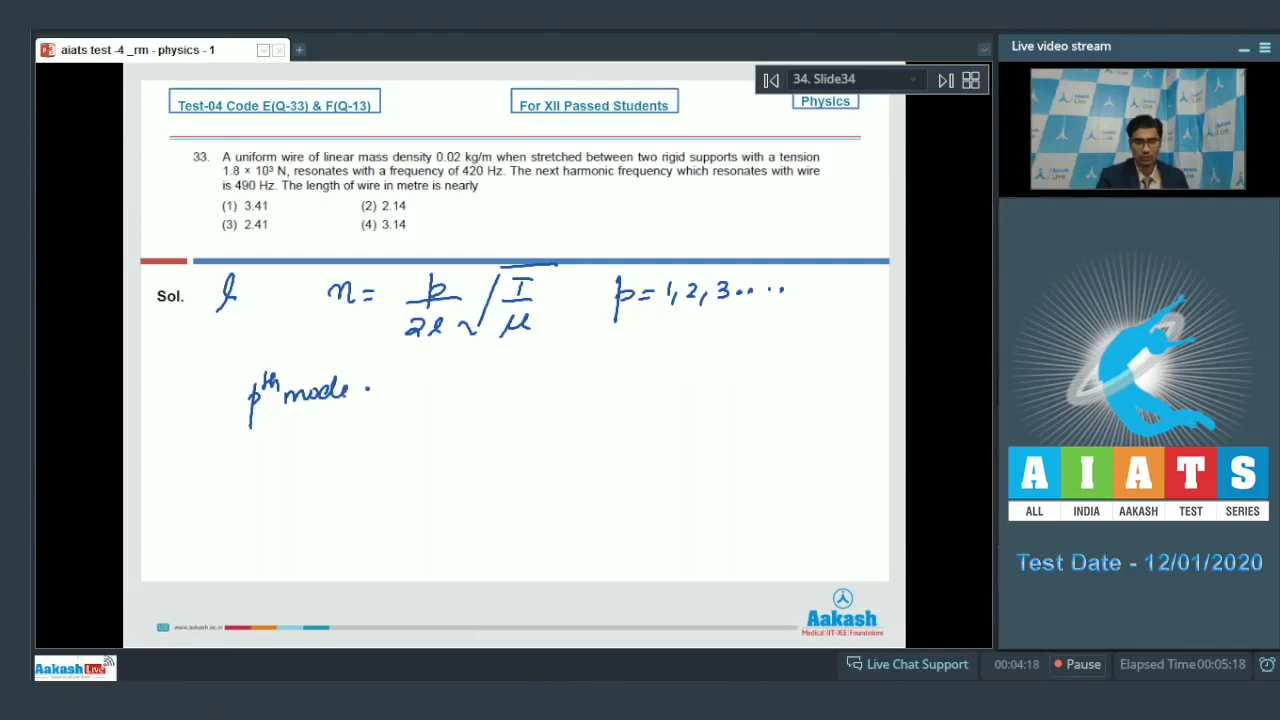 aiats test -4 _rm - physics - 1
Live video stream
34. Slide34
Test-04 Code E(Q-33) & F(Q-13)
For XII Passed Students
Physics
33. A uniform wire of linear mass density 0.02 kg/m when stretched between two rigid supports with a tension
1.8 × 10³ N, resonates with a frequency of 420 Hz. The next harmonic frequency which resonates with wire
is 490 Hz. The length of wire in metre is nearly
(1) 3.41 (2) 2.14
(3) 2.41 (4) 3.14
Sol. l n = p/2l √T/μ p = 1, 2, 3.....
pth mode .
AIATS
ALL INDIA AAKASH TEST SERIES
Test Date - 12/01/2020
Aakash
Medical|IIT-JEE|Foundations
www.aakash.ac.in
Aakash Live
Live Chat Support
00:04:18
Pause
Elapsed Time 00:05:18